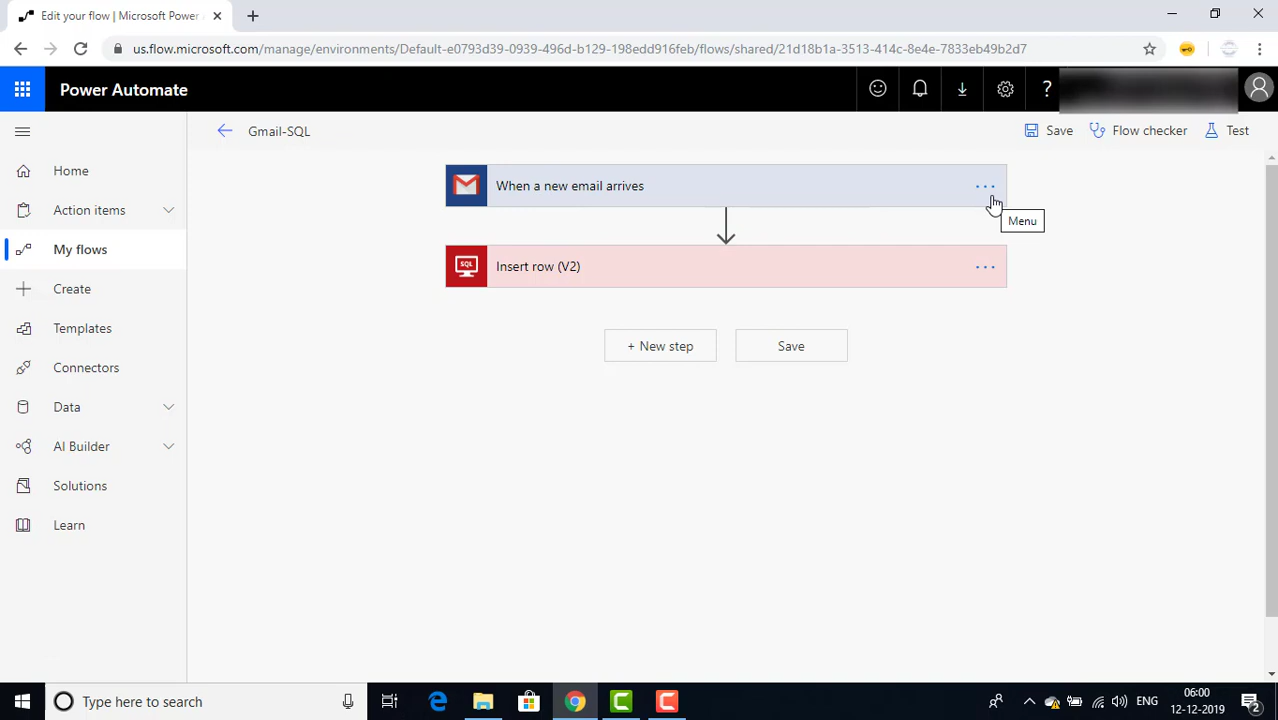 Edit your flow | Microsoft Power
us.flow.microsoft.com/manage/environments/Default-e0793d39-0939-496d-b129-198edd916feb/flows/shared/21d18b1a-3513-414c-8e4e-7833eb49b2d7
Power Automate
?
Gmail-SQL
Save
Flow checker
Test
Home
Action items
My flows
Create
Templates
Connectors
Data
AI Builder
Solutions
Learn
When a new email arrives
Menu
SQL
Insert row (V2)
+ New step
Save
Type here to search
ENG
06:00
12-12-2019
2